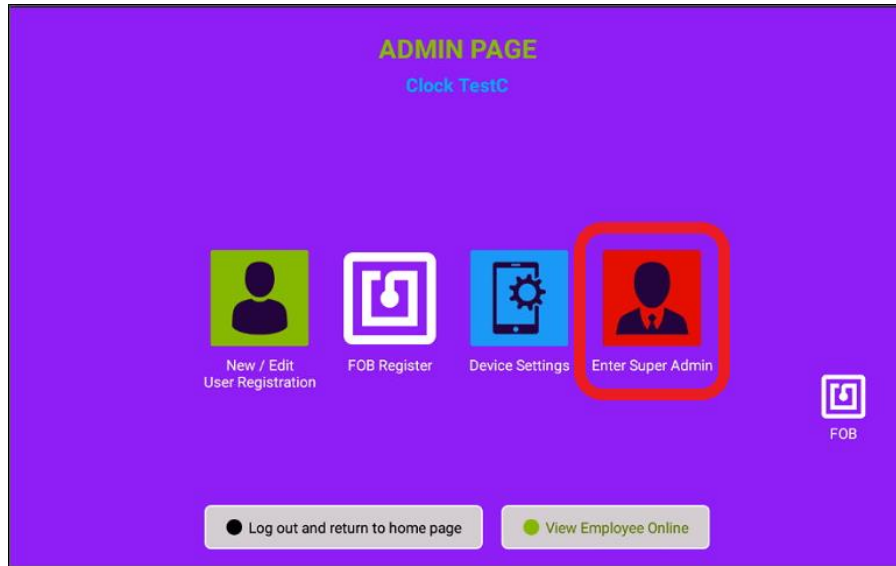 ADMIN PAGE
Clock TestC
New / Edit
User Registration
FOB Register
Device Settings
Enter Super Admin
FOB
Log out and return to home page
View Employee Online